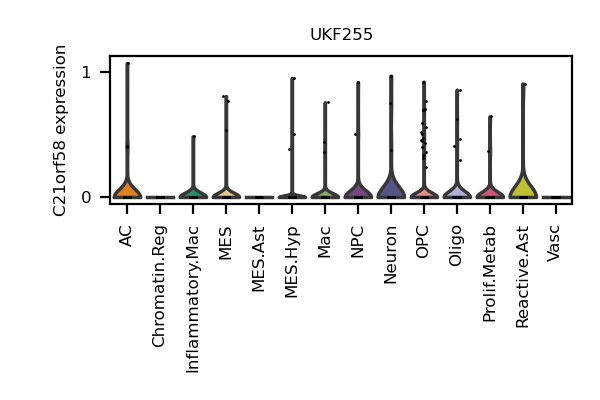 UKF255
C21orf58 expression
1
0
AC
Chromatin.Reg
Inflammatory.Mac
MES
MES.Ast
MES.Hyp
Mac
NPC
Neuron
OPC
Oligo
Prolif.Metab
Reactive.Ast
Vasc